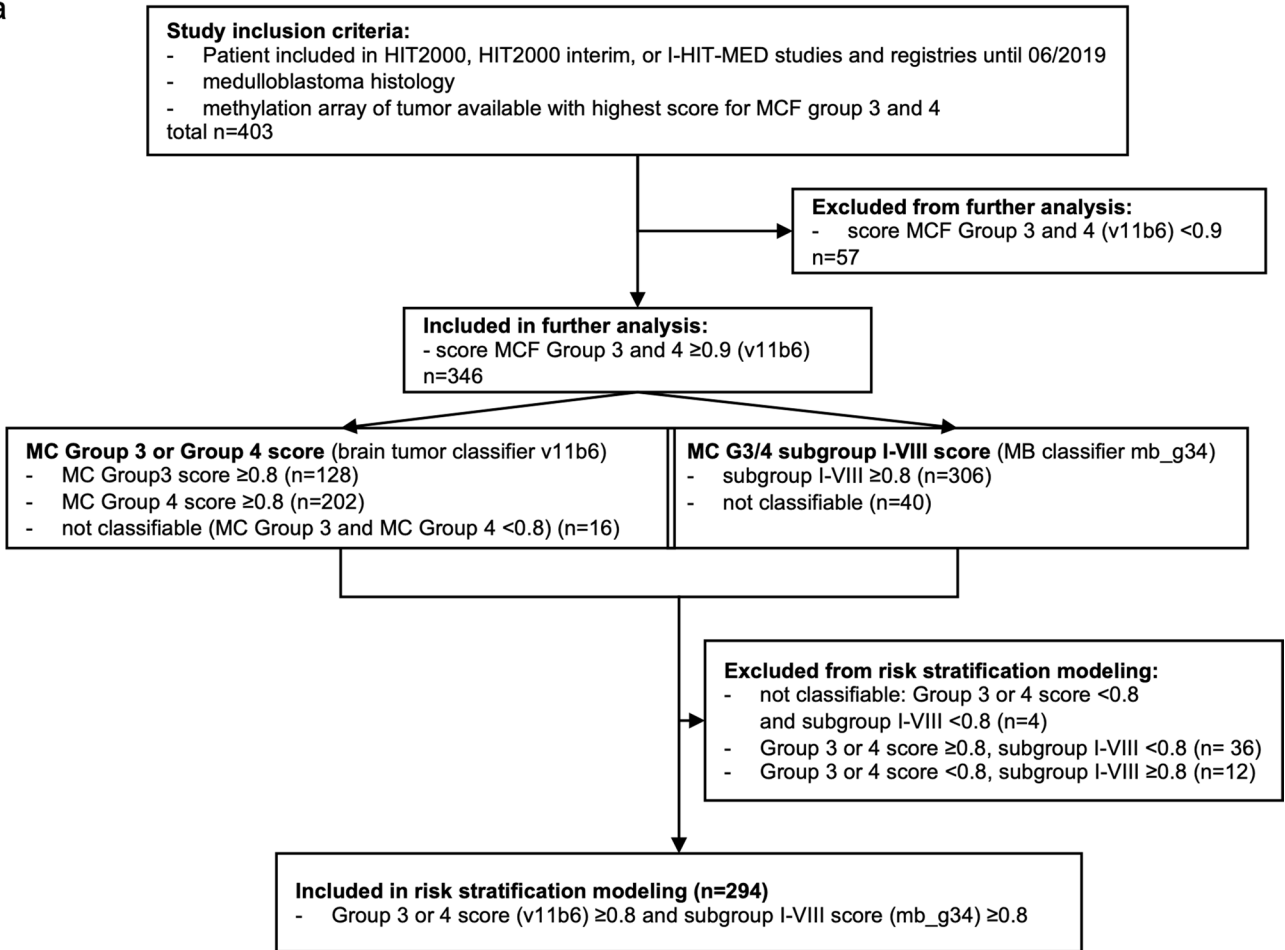 a
Study inclusion criteria:
- Patient included in HIT2000, HIT2000 interim, or I-HIT-MED studies and registries until 06/2019
- medulloblastoma histology
- methylation array of tumor available with highest score for MCF group 3 and 4
total n=403
Excluded from further analysis:
- score MCF Group 3 and 4 (v11b6) <0.9
n=57
Included in further analysis:
- score MCF Group 3 and 4 ≥0.9 (v11b6)
n=346
MC Group 3 or Group 4 score (brain tumor classifier v11b6)
- MC Group3 score ≥0.8 (n=128)
- MC Group 4 score ≥0.8 (n=202)
- not classifiable (MC Group 3 and MC Group 4 <0.8) (n=16)
MC G3/4 subgroup I-VIII score (MB classifier mb_g34)
- subgroup I-VIII ≥0.8 (n=306)
- not classifiable (n=40)
Excluded from risk stratification modeling:
- not classifiable: Group 3 or 4 score <0.8
and subgroup I-VIII <0.8 (n=4)
- Group 3 or 4 score ≥0.8, subgroup I-VIII <0.8 (n= 36)
- Group 3 or 4 score <0.8, subgroup I-VIII ≥0.8 (n=12)
Included in risk stratification modeling (n=294)
- Group 3 or 4 score (v11b6) ≥0.8 and subgroup I-VIII score (mb_g34) ≥0.8